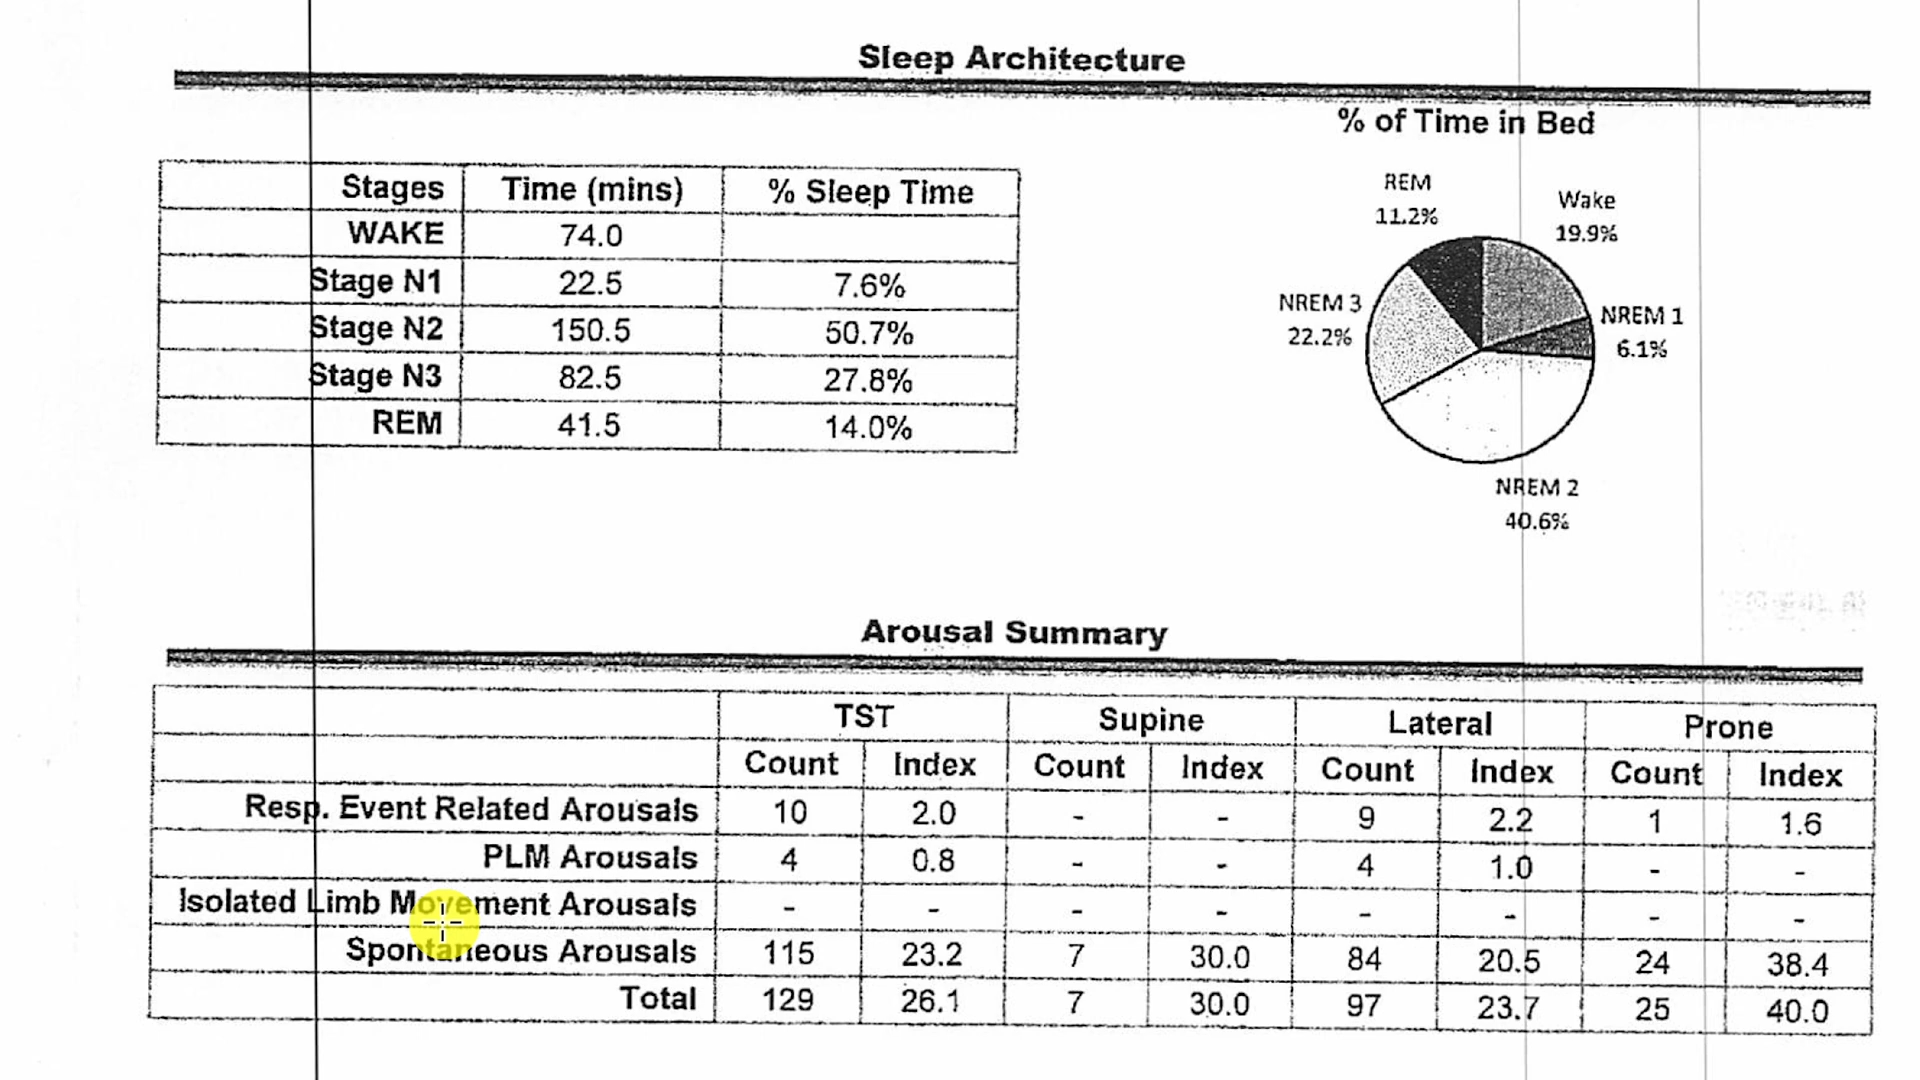 Sleep Architecture
% of Time in Bed
Stages Time (mins) % Sleep Time
WAKE 74.0
Stage N1 22.5 7.6%
Stage N2 150.5 50.7%
Stage N3 82.5 27.8%
REM 41.5 14.0%
REM
11.2%
Wake
19.9%
NREM 1
6.1%
NREM 3
22.2%
NREM 2
40.6%
Arousal Summary
TST Supine Lateral Prone
Count Index Count Index Count Index Count Index
Resp. Event Related Arousals 10 2.0 - - 9 2.2 1 1.6
PLM Arousals 4 0.8 - - 4 1.0 - -
Isolated Limb Movement Arousals - - - - - - - -
Spontaneous Arousals 115 23.2 7 30.0 84 20.5 24 38.4
Total 129 26.1 7 30.0 97 23.7 25 40.0